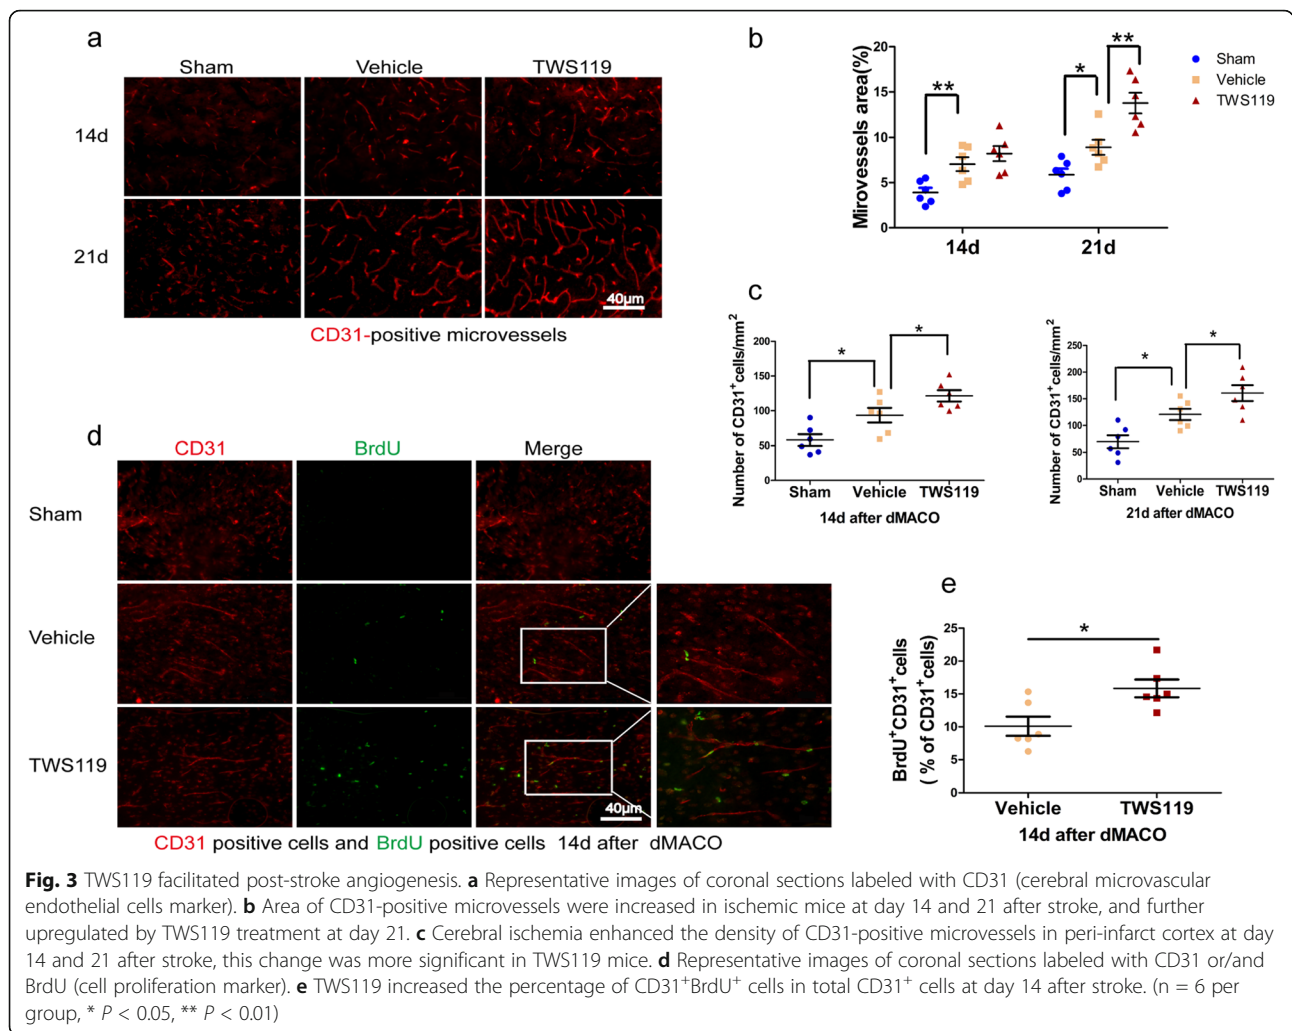 a
Sham Vehicle TWS119
14d
21d
40μm
CD31-positive microvessels
b
Mirovessels area(%)
20
15
10
5
0
** * **
14d 21d
Sham
Vehicle
TWS119
c
Number of CD31+cells/mm²
200
150
100
50
0
* *
Sham Vehicle TWS119
14d after dMACO
Number of CD31+cells/mm²
250
200
150
100
50
0
* *
Sham Vehicle TWS119
21d after dMACO
d
CD31 BrdU Merge
Sham
Vehicle
TWS119
40μm
CD31 positive cells and BrdU positive cells 14d after dMACO
e
BrdU+CD31+cells
( % of CD31+cells)
25
20
15
10
5
0
*
Vehicle TWS119
14d after dMACO
Fig. 3 TWS119 facilitated post-stroke angiogenesis. a Representative images of coronal sections labeled with CD31 (cerebral microvascular
endothelial cells marker). b Area of CD31-positive microvessels were increased in ischemic mice at day 14 and 21 after stroke, and further
upregulated by TWS119 treatment at day 21. c Cerebral ischemia enhanced the density of CD31-positive microvessels in peri-infarct cortex at day
14 and 21 after stroke, this change was more significant in TWS119 mice. d Representative images of coronal sections labeled with CD31 or/and
BrdU (cell proliferation marker). e TWS119 increased the percentage of CD31+BrdU+ cells in total CD31+ cells at day 14 after stroke. (n = 6 per
group, * P < 0.05, ** P < 0.01)